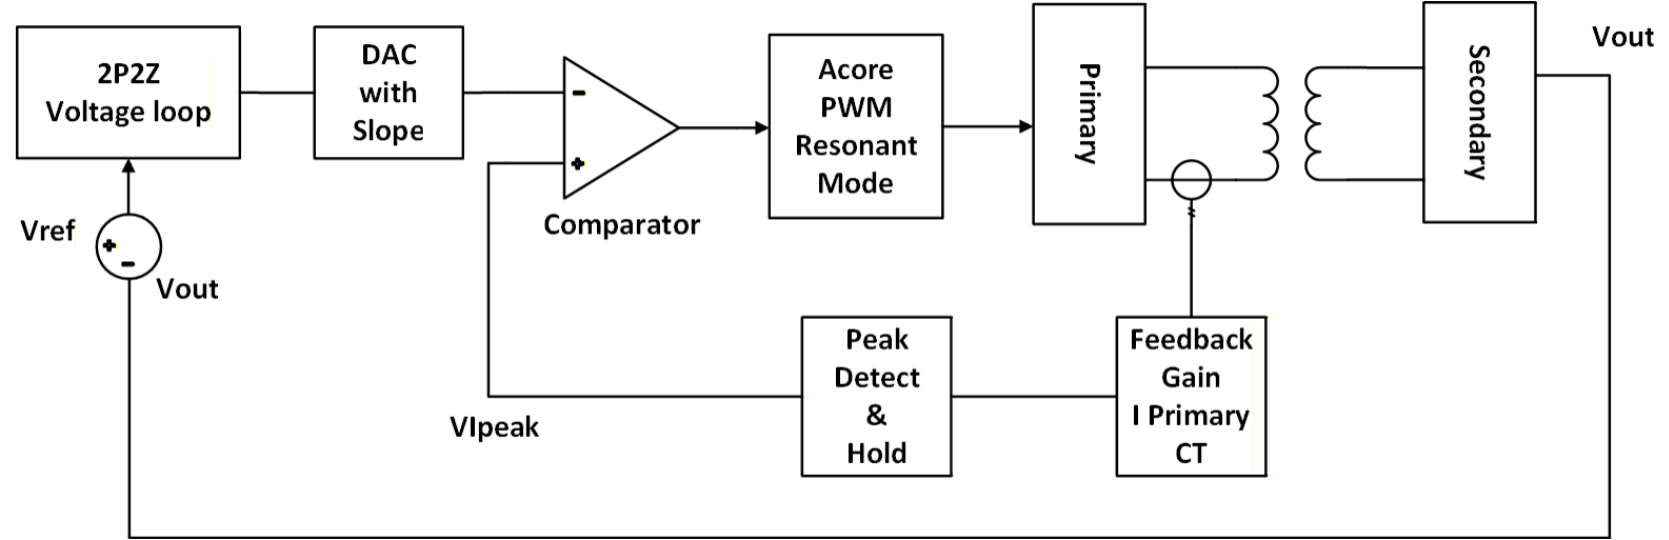 2P2Z
Voltage loop
DAC
with
Slope
Comparator
Acore
PWM
Resonant
Mode
Primary
Secondary
Vout
Vref
Vout
VIpeak
Peak
Detect
&
Hold
Feedback
Gain
I Primary
CT